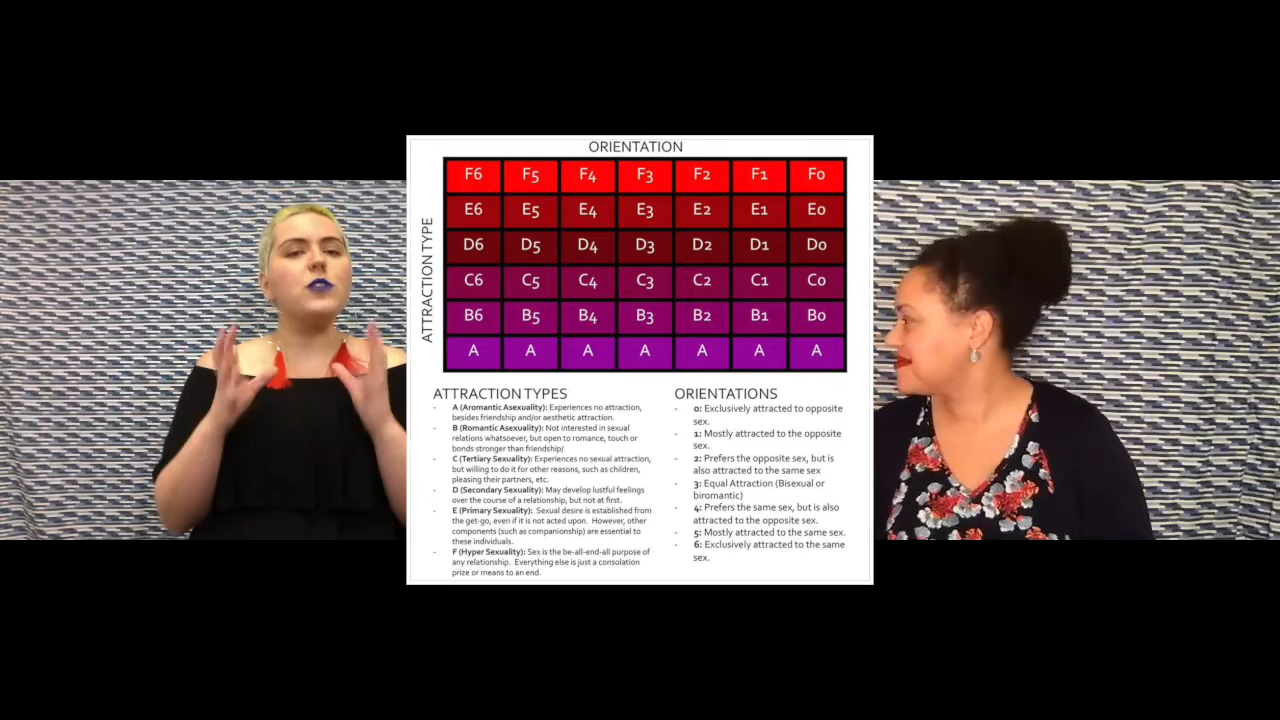 ORIENTATION
ATTRACTION TYPE
F6 F5 F4 F3 F2 F1 F0
E6 E5 E4 E3 E2 E1 E0
D6 D5 D4 D3 D2 D1 D0
C6 C5 C4 C3 C2 C1 C0
B6 B5 B4 B3 B2 B1 B0
A A A A A A A
ATTRACTION TYPES
- A (Aromantic Asexuality): Experiences no attraction,
besides friendship and/or aesthetic attraction.
- B (Romantic Asexuality): Not interested in sexual
relations whatsoever, but open to romance, touch or
bonds stronger than friendship/
- C (Tertiary Sexuality): Experiences no sexual attraction,
but willing to do it for other reasons, such as children,
pleasing their partners, etc.
- D (Secondary Sexuality): May develop lustful feelings
over the course of a relationship, but not at first.
- E (Primary Sexuality): Sexual desire is established from
the get-go, even if it is not acted upon. However, other
components (such as companionship) are essential to
these individuals.
- F (Hyper Sexuality): Sex is the be-all-end-all purpose of
any relationship. Everything else is just a consolation
prize or means to an end.
ORIENTATIONS
- 0: Exclusively attracted to opposite
sex.
- 1: Mostly attracted to the opposite
sex.
- 2: Prefers the opposite sex, but is
also attracted to the same sex
- 3: Equal Attraction (Bisexual or
biromantic)
- 4: Prefers the same sex, but is also
attracted to the opposite sex.
- 5: Mostly attracted to the same sex.
- 6: Exclusively attracted to the same
sex.